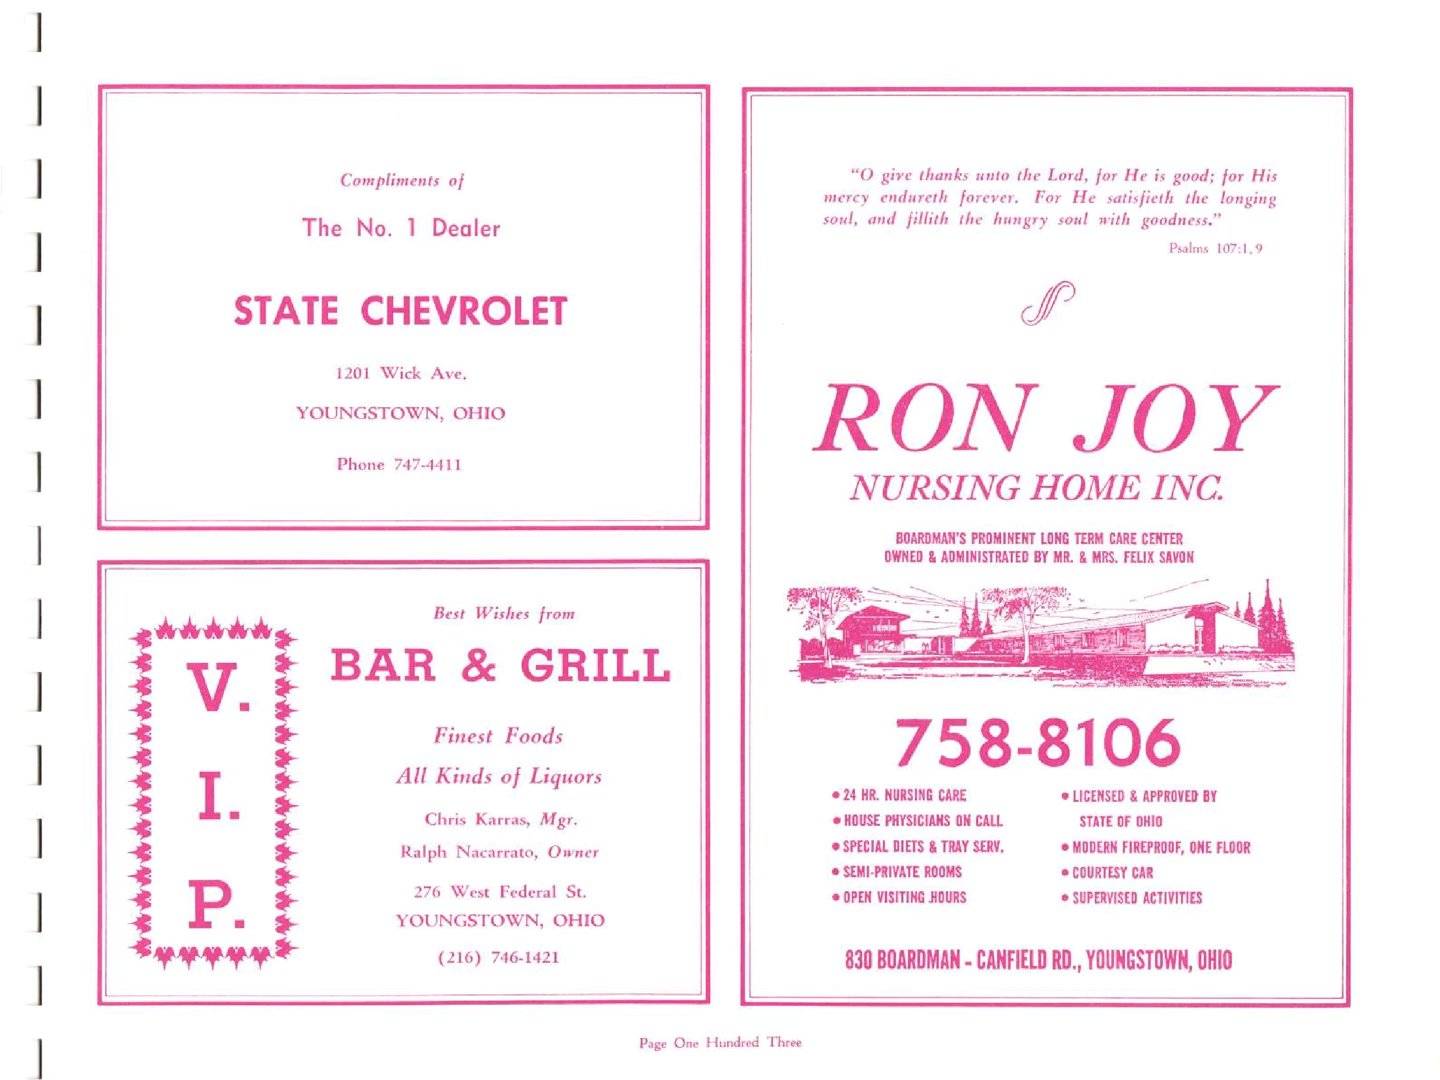 Compliments of
The No. 1 Dealer
STATE CHEVROLET
1201 Wick Ave.
YOUNGSTOWN, OHIO
Phone 747-4411
V.
I.
P.
Best Wishes from
BAR & GRILL
Finest Foods
All Kinds of Liquors
Chris Karras, Mgr.
Ralph Nacarrato, Owner
276 West Federal St.
YOUNGSTOWN, OHIO
(216) 746-1421
“O give thanks unto the Lord, for He is good; for His
mercy endureth forever. For He satisfieth the longing
soul, and fillith the hungry soul with goodness.”
Psalms 107:1, 9
RON JOY
NURSING HOME INC.
BOARDMAN'S PROMINENT LONG TERM CARE CENTER
OWNED & ADMINISTRATED BY MR. & MRS. FELIX SAVON
758-8106
• 24 HR. NURSING CARE
• HOUSE PHYSICIANS ON CALL
• SPECIAL DIETS & TRAY SERV.
• SEMI-PRIVATE ROOMS
• OPEN VISITING HOURS
• LICENSED & APPROVED BY
STATE OF OHIO
• MODERN FIREPROOF, ONE FLOOR
• COURTESY CAR
• SUPERVISED ACTIVITIES
830 BOARDMAN - CANFIELD RD., YOUNGSTOWN, OHIO
Page One Hundred Three